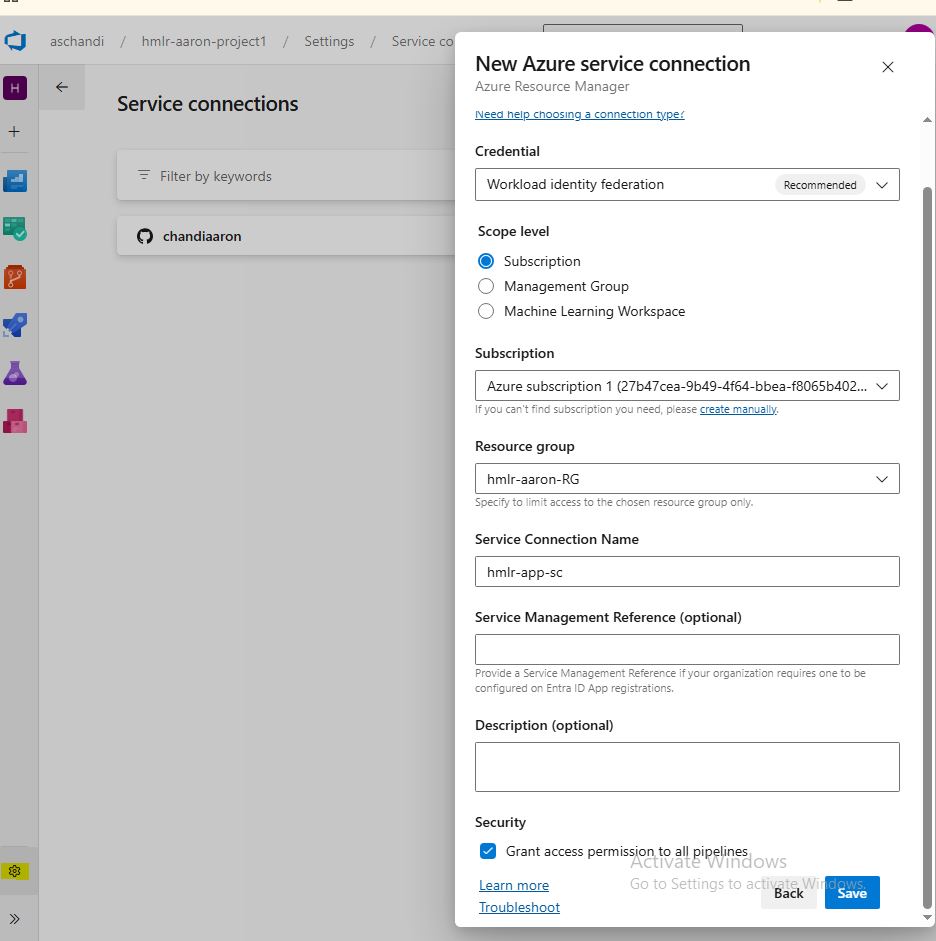 aschandi / hmlr-aaron-project1 / Settings / Service co
H
Service connections
Filter by keywords
chandiaaron
New Azure service connection
Azure Resource Manager
Need help choosing a connection type?
Credential
Workload identity federation Recommended
Scope level
Subscription
Management Group
Machine Learning Workspace
Subscription
Azure subscription 1 (27b47cea-9b49-4f64-bbea-f8065b402...
If you can't find subscription you need, please create manually.
Resource group
hmlr-aaron-RG
Specify to limit access to the chosen resource group only.
Service Connection Name
hmlr-app-sc
Service Management Reference (optional)
Provide a Service Management Reference if your organization requires one to be
configured on Entra ID App registrations.
Description (optional)
Security
Grant access permission to all pipelines
Activate Windows
Go to Settings to activate Windows.
Learn more
Troubleshoot
Back
Save